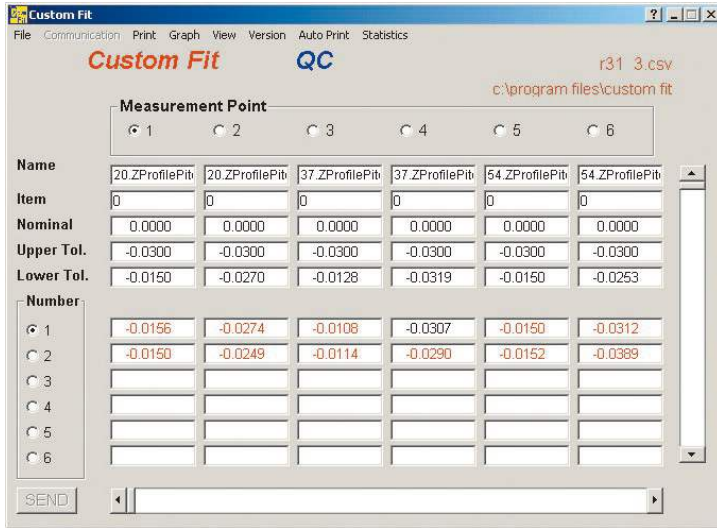 Custom Fit
File Communication Print Graph View Version Auto Print Statistics
Custom Fit QC r31 3.csv
c:\program files\custom fit
Measurement Point
1 2 3 4 5 6
Name 20.ZProfilePit 20.ZProfilePit 37.ZProfilePit 37.ZProfilePit 54.ZProfilePit 54.ZProfilePit
Item 0 0 0 0 0 0
Nominal 0.0000 0.0000 0.0000 0.0000 0.0000 0.0000
Upper Tol. -0.0300 -0.0300 -0.0300 -0.0300 -0.0300 -0.0300
Lower Tol. -0.0150 -0.0270 -0.0128 -0.0319 -0.0150 -0.0253
Number
1 -0.0156 -0.0274 -0.0108 -0.0307 -0.0150 -0.0312
2 -0.0150 -0.0249 -0.0114 -0.0290 -0.0152 -0.0389
3
4
5
6
SEND